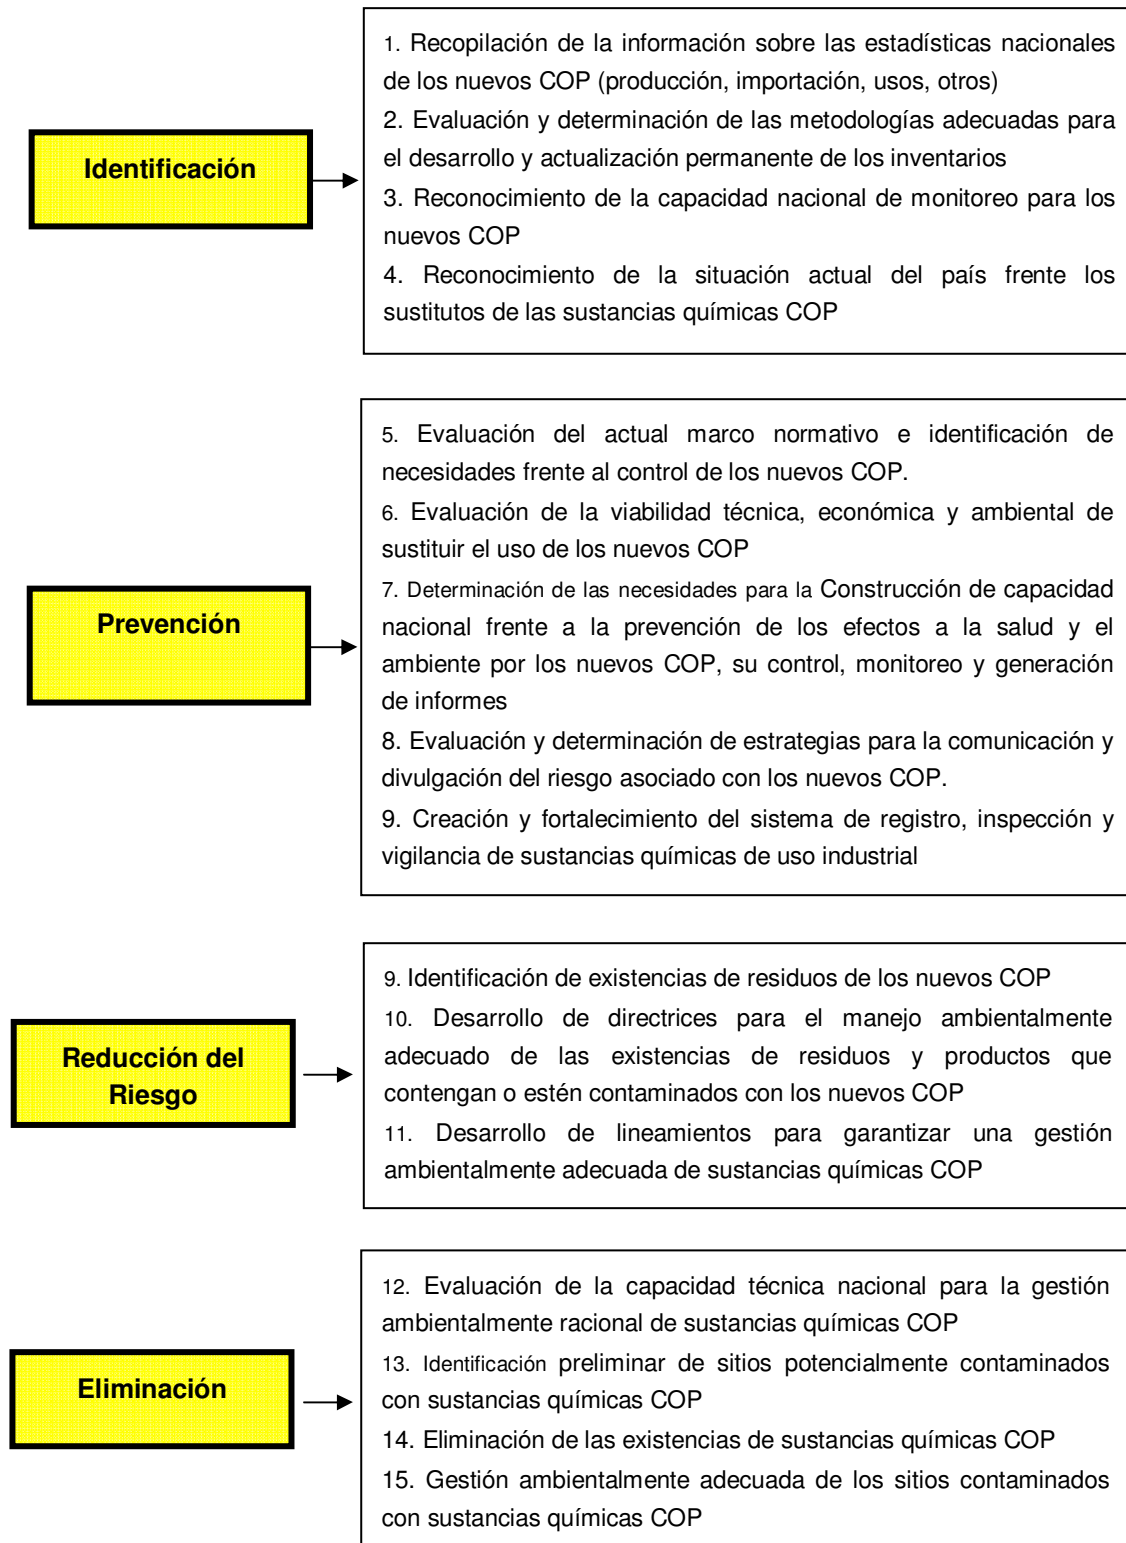 Identificación
1. Recopilación de la información sobre las estadísticas nacionales
de los nuevos COP (producción, importación, usos, otros)
2. Evaluación y determinación de las metodologías adecuadas para
el desarrollo y actualización permanente de los inventarios
3. Reconocimiento de la capacidad nacional de monitoreo para los
nuevos COP
4. Reconocimiento de la situación actual del país frente los
sustitutos de las sustancias químicas COP
Prevención
5. Evaluación del actual marco normativo e identificación de
necesidades frente al control de los nuevos COP.
6. Evaluación de la viabilidad técnica, económica y ambiental de
sustituir el uso de los nuevos COP
7. Determinación de las necesidades para la Construcción de capacidad
nacional frente a la prevención de los efectos a la salud y el
ambiente por los nuevos COP, su control, monitoreo y generación
de informes
8. Evaluación y determinación de estrategias para la comunicación y
divulgación del riesgo asociado con los nuevos COP.
9. Creación y fortalecimiento del sistema de registro, inspección y
vigilancia de sustancias químicas de uso industrial
Reducción del
Riesgo
9. Identificación de existencias de residuos de los nuevos COP
10. Desarrollo de directrices para el manejo ambientalmente
adecuado de las existencias de residuos y productos que
contengan o estén contaminados con los nuevos COP
11. Desarrollo de lineamientos para garantizar una gestión
ambientalmente adecuada de sustancias químicas COP
Eliminación
12. Evaluación de la capacidad técnica nacional para la gestión
ambientalmente racional de sustancias químicas COP
13. Identificación preliminar de sitios potencialmente contaminados
con sustancias químicas COP
14. Eliminación de las existencias de sustancias químicas COP
15. Gestión ambientalmente adecuada de los sitios contaminados
con sustancias químicas COP